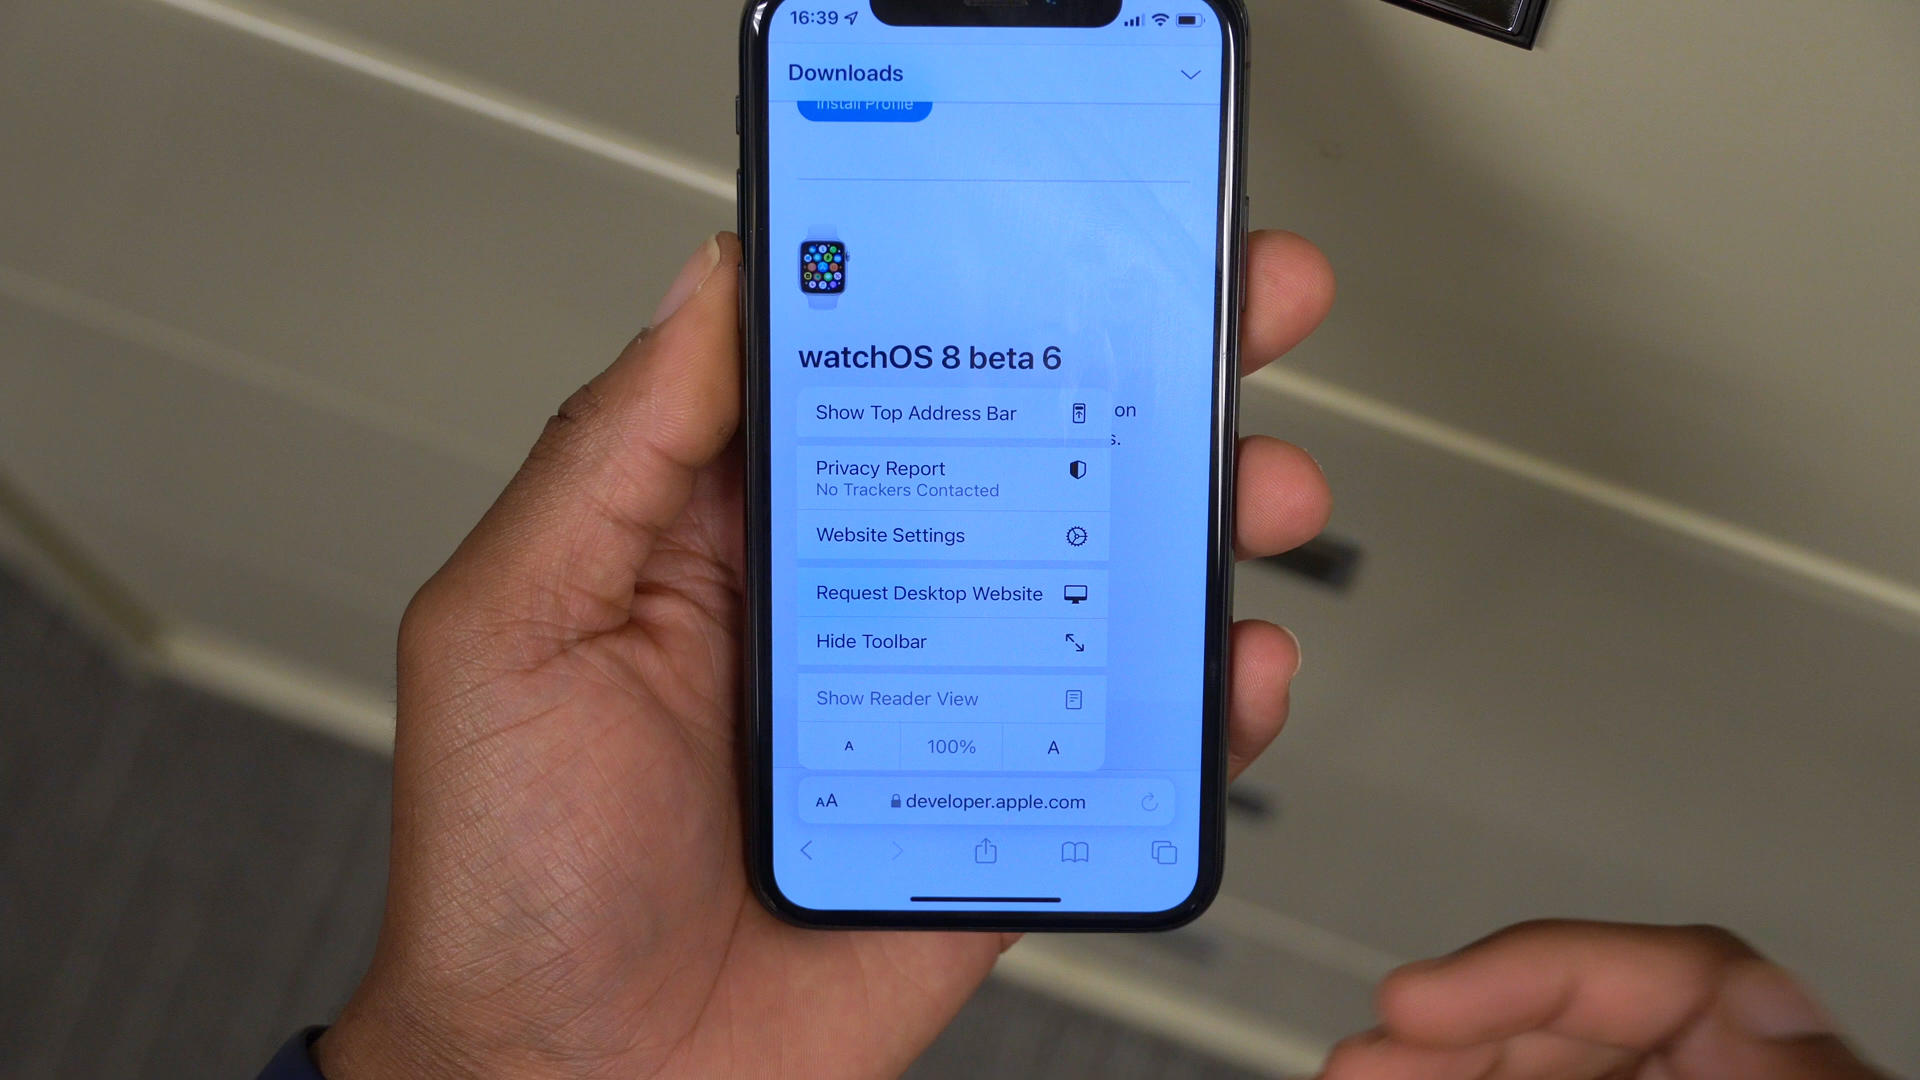 16:39
Downloads
Install Profile
watchOS 8 beta 6
Show Top Address Bar
on
s.
Privacy Report
No Trackers Contacted
Website Settings
Request Desktop Website
Hide Toolbar
Show Reader View
A 100% A
AA developer.apple.com